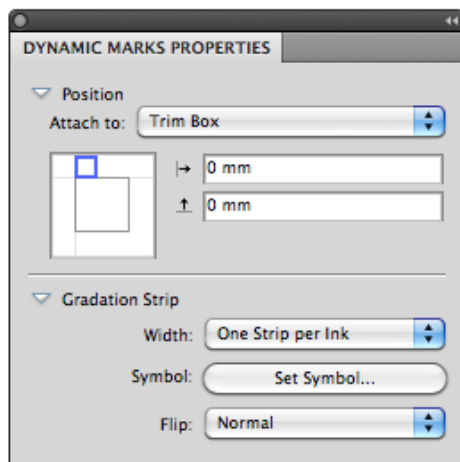 DYNAMIC MARKS PROPERTIES
Position
Attach to: Trim Box
0 mm
0 mm
Gradation Strip
Width: One Strip per Ink
Symbol: Set Symbol...
Flip: Normal